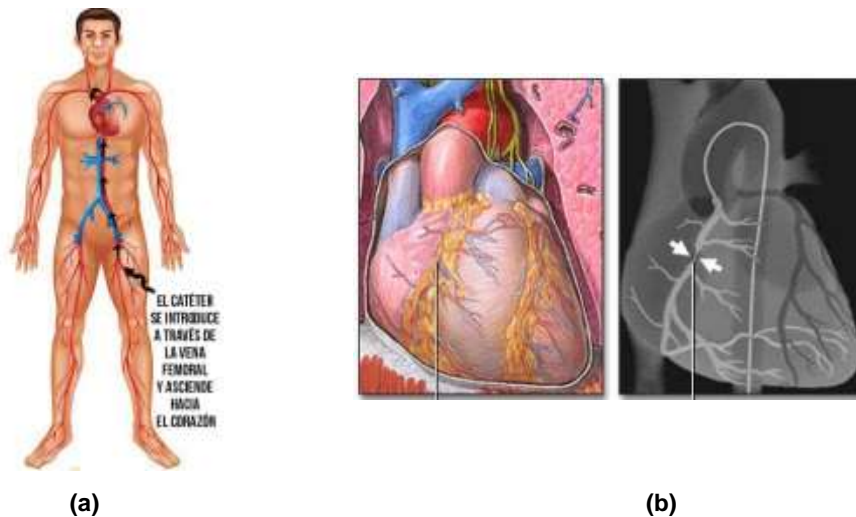 EL CATÉTER
SE INTRODUCE
A TRAVÉS DE
LA VENA
FEMORAL
Y ASCIENDE
HACIA
EL CORAZÓN
(a)
(b)